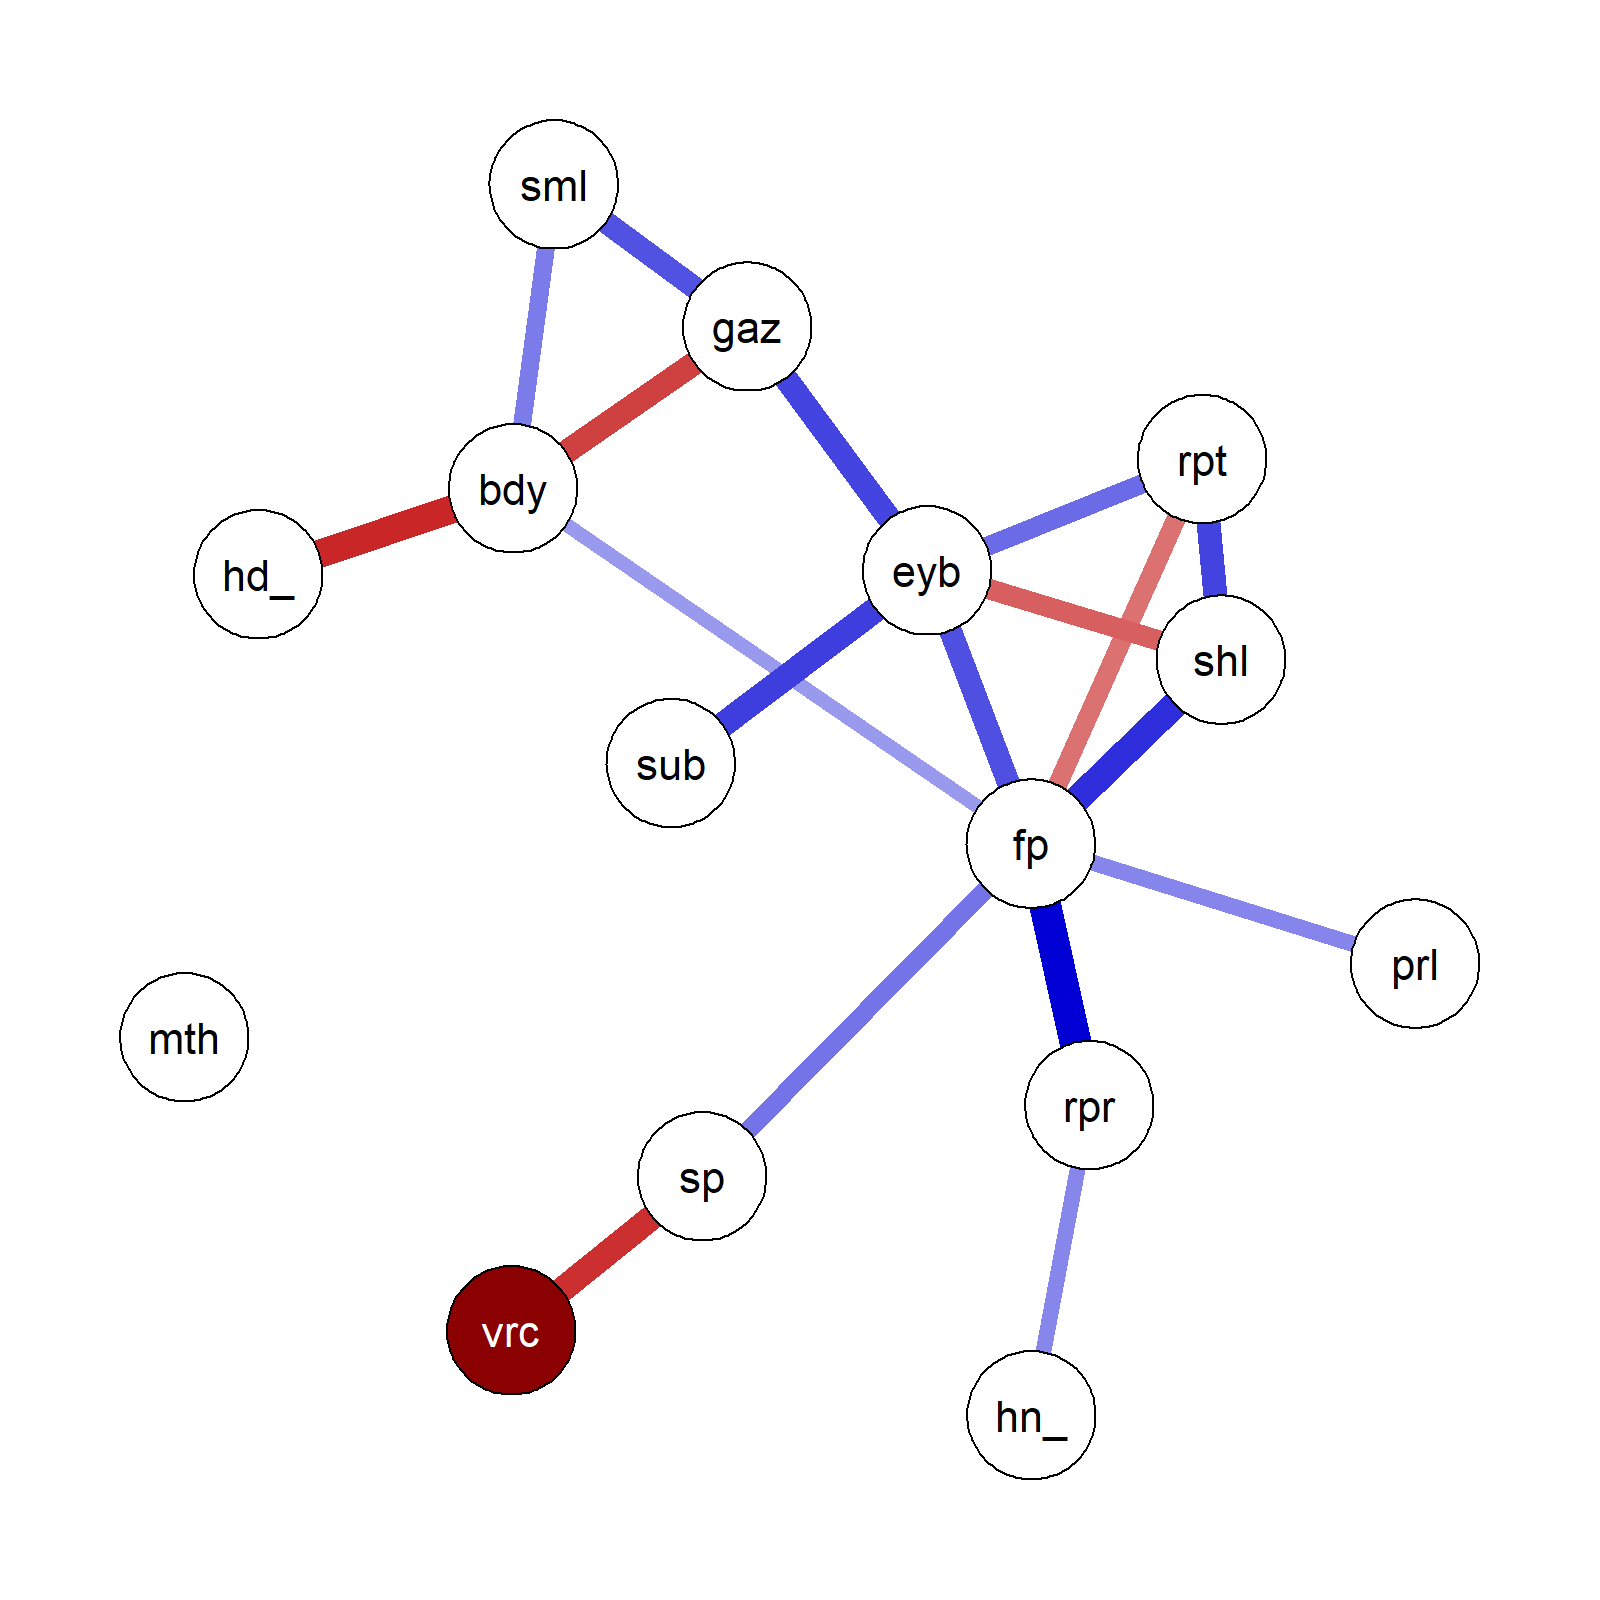 sml
gaz
rpt
bdy
hd_
eyb
shl
sub
fp
prl
mth
rpr
sp
vrc
hn_